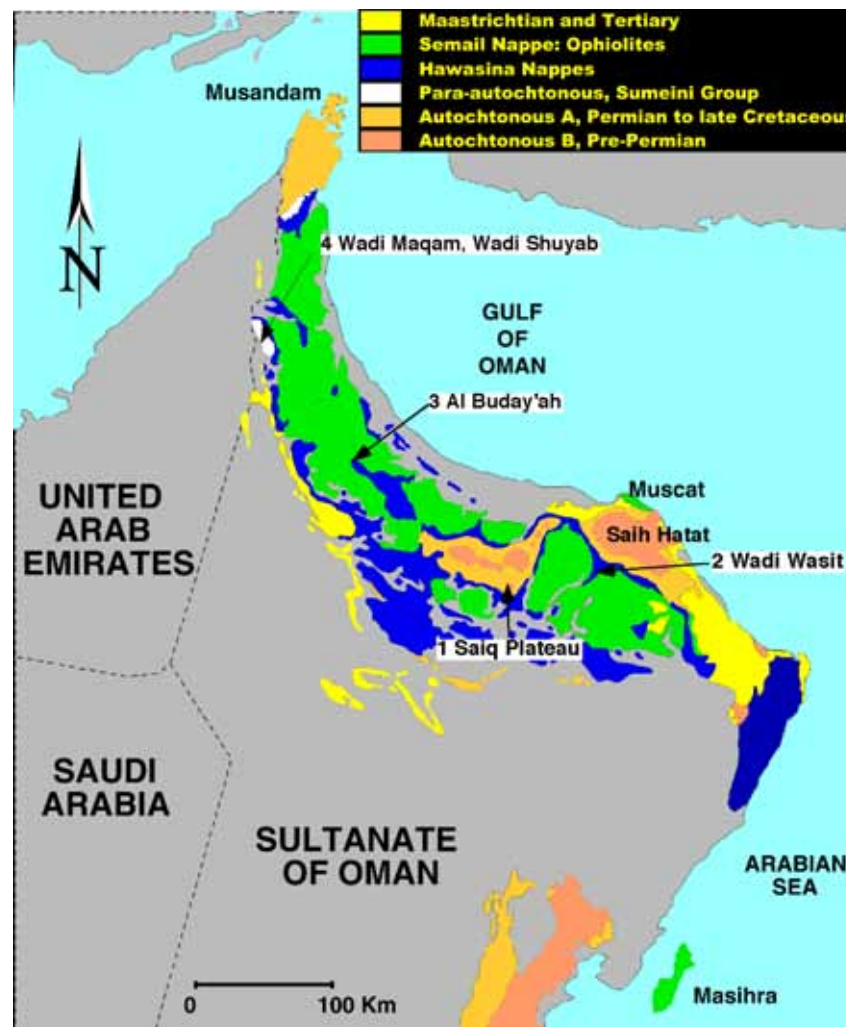 Maastrichtian and Tertiary
Semail Nappe: Ophiolites
Hawasina Nappes
Para-autochtonous, Sumeini Group
Autochtonous A, Permian to late Cretaceous
Autochtonous B, Pre-Permian
Musandam
N
4 Wadi Maqam, Wadi Shuyab
GULF
OF
OMAN
3 Al Buday'ah
UNITED
ARAB
EMIRATES
Muscat
Saih Hatat
2 Wadi Wasit
1 Saiq Plateau
SAUDI
ARABIA
SULTANATE
OF OMAN
ARABIAN
SEA
0 100 Km
Masihra